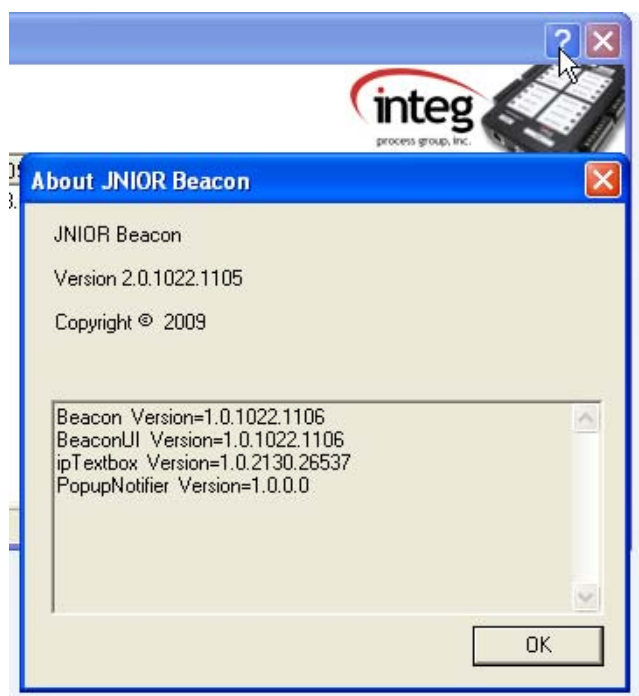 ?
integ
process group, inc.
About JNIOR Beacon
JNIOR Beacon
Version 2.0.1022.1105
Copyright © 2009
Beacon Version=1.0.1022.1106
BeaconUI Version=1.0.1022.1106
ipTextbox Version=1.0.2130.26537
PopupNotifier Version=1.0.0.0
OK